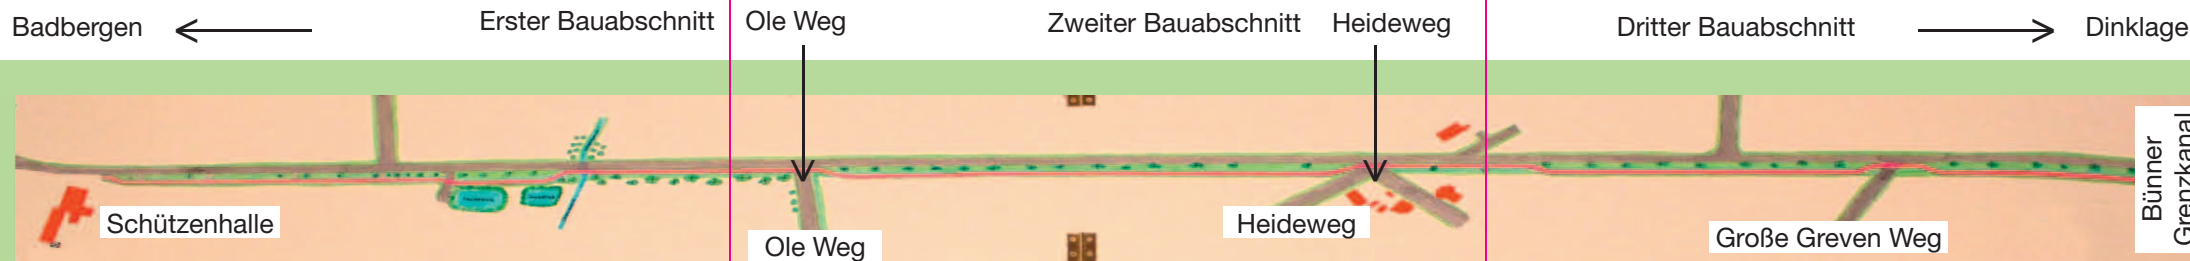 Badbergen
Erster Bauabschnitt
Ole Weg
Zweiter Bauabschnitt
Heideweg
Dritter Bauabschnitt
Dinklage
Schützenhalle
Ole Weg
Heideweg
Große Greven Weg
Bünner
Grenzkanal